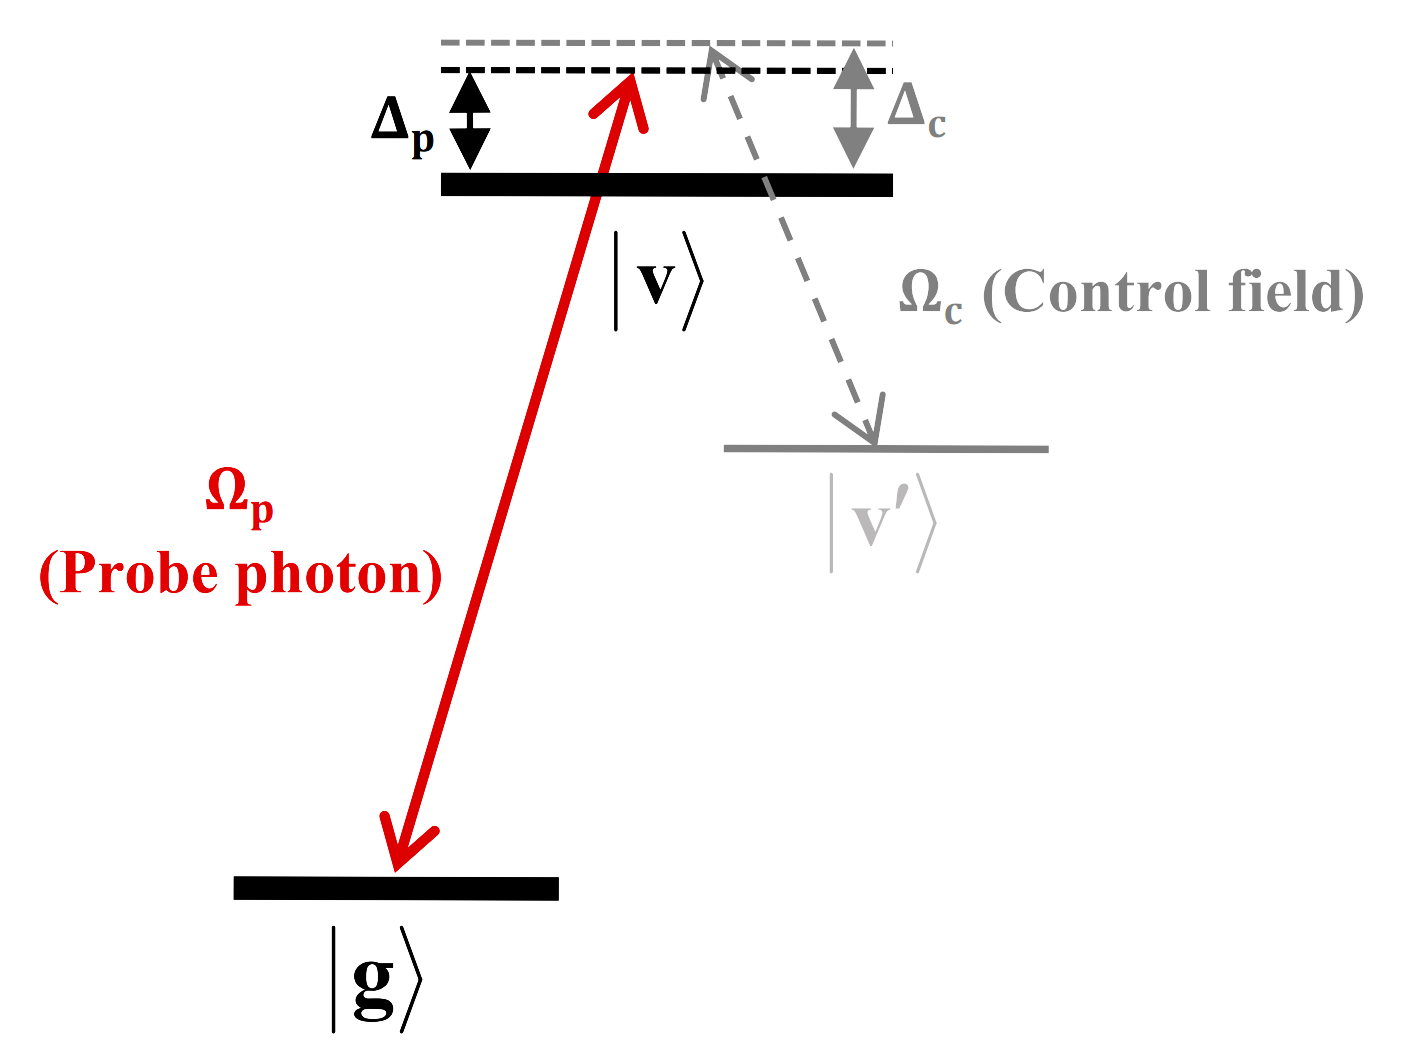 Δp
Δc
|v⟩
Ωc (Control field)
Ωp
(Probe photon)
|v′⟩
|g⟩